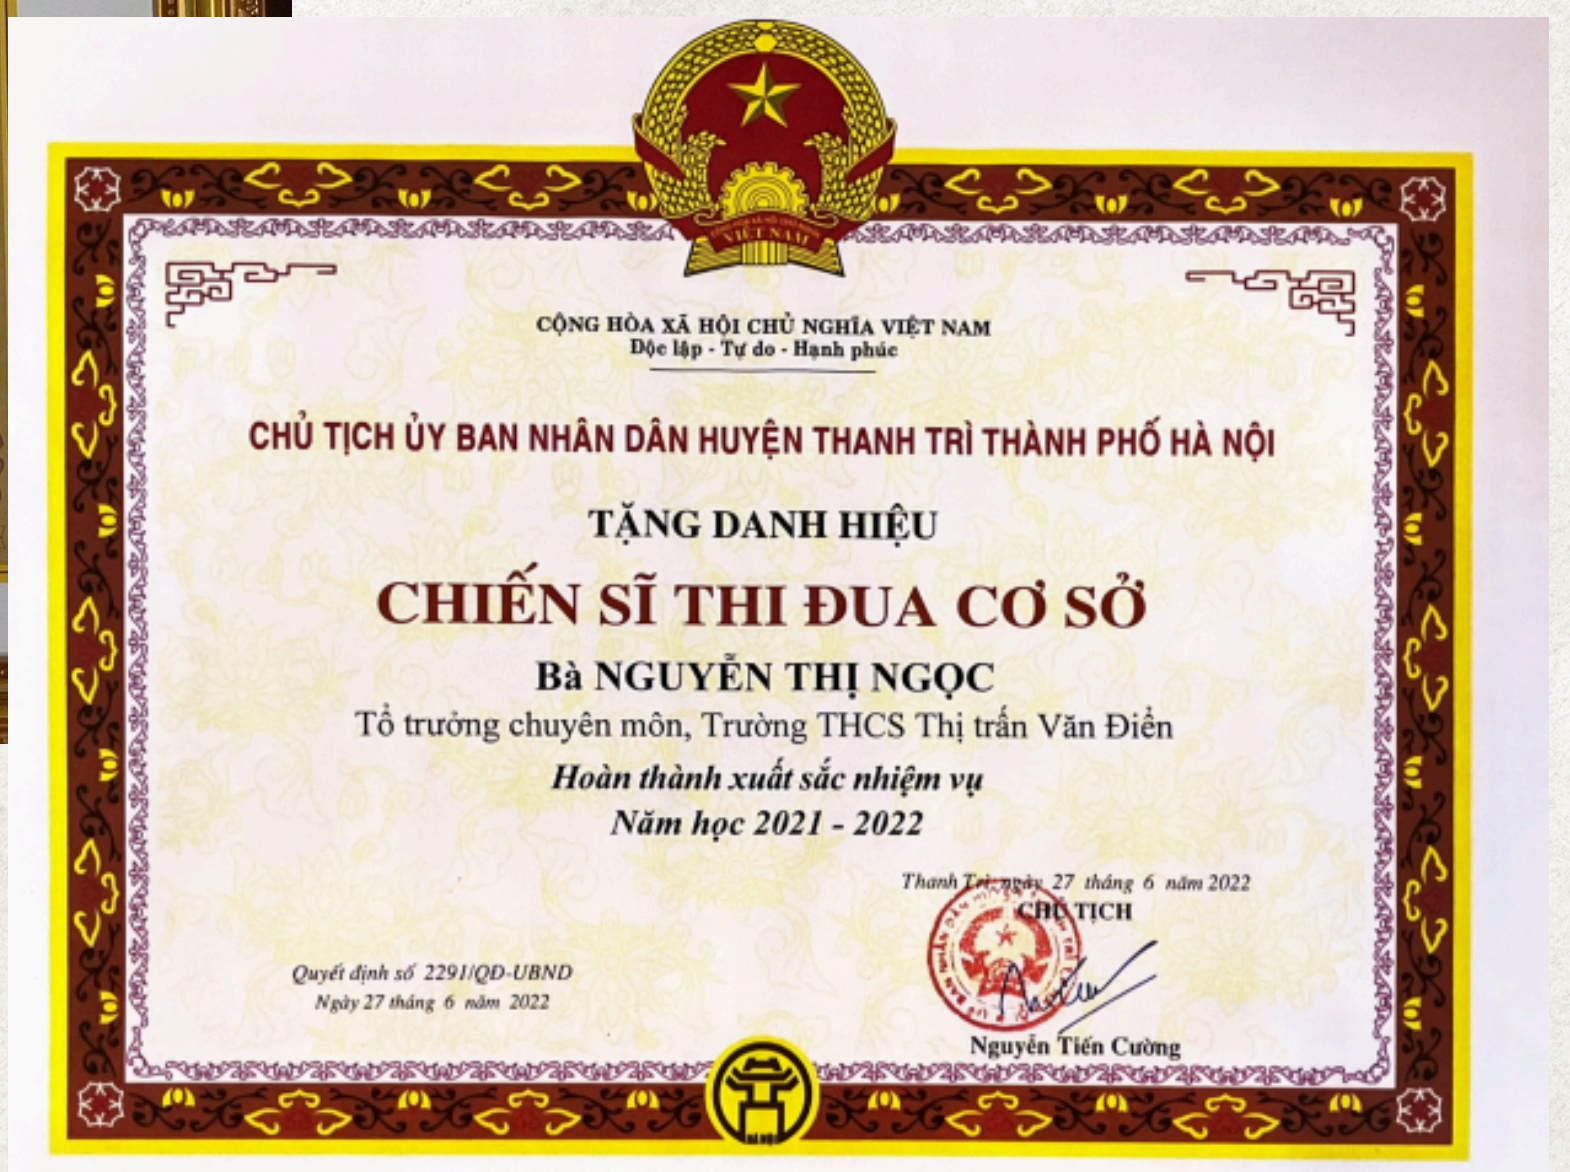 VIỆT NAM
CỘNG HÒA XÃ HỘI CHỦ NGHĨA VIỆT NAM
Độc lập - Tự do - Hạnh phúc
CHỦ TỊCH ỦY BAN NHÂN DÂN HUYỆN THANH TRÌ THÀNH PHỐ HÀ NỘI
TẶNG DANH HIỆU
CHIẾN SĨ THI ĐUA CƠ SỞ
Bà NGUYỄN THỊ NGỌC
Tổ trưởng chuyên môn, Trường THCS Thị trấn Văn Điển
Hoàn thành xuất sắc nhiệm vụ
Năm học 2021 - 2022
Thanh Trì, ngày 27 tháng 6 năm 2022
CHỦ TỊCH
Quyết định số 2291/QĐ-UBND
Ngày 27 tháng 6 năm 2022
Nguyễn Tiến Cường
HÀ NỘI